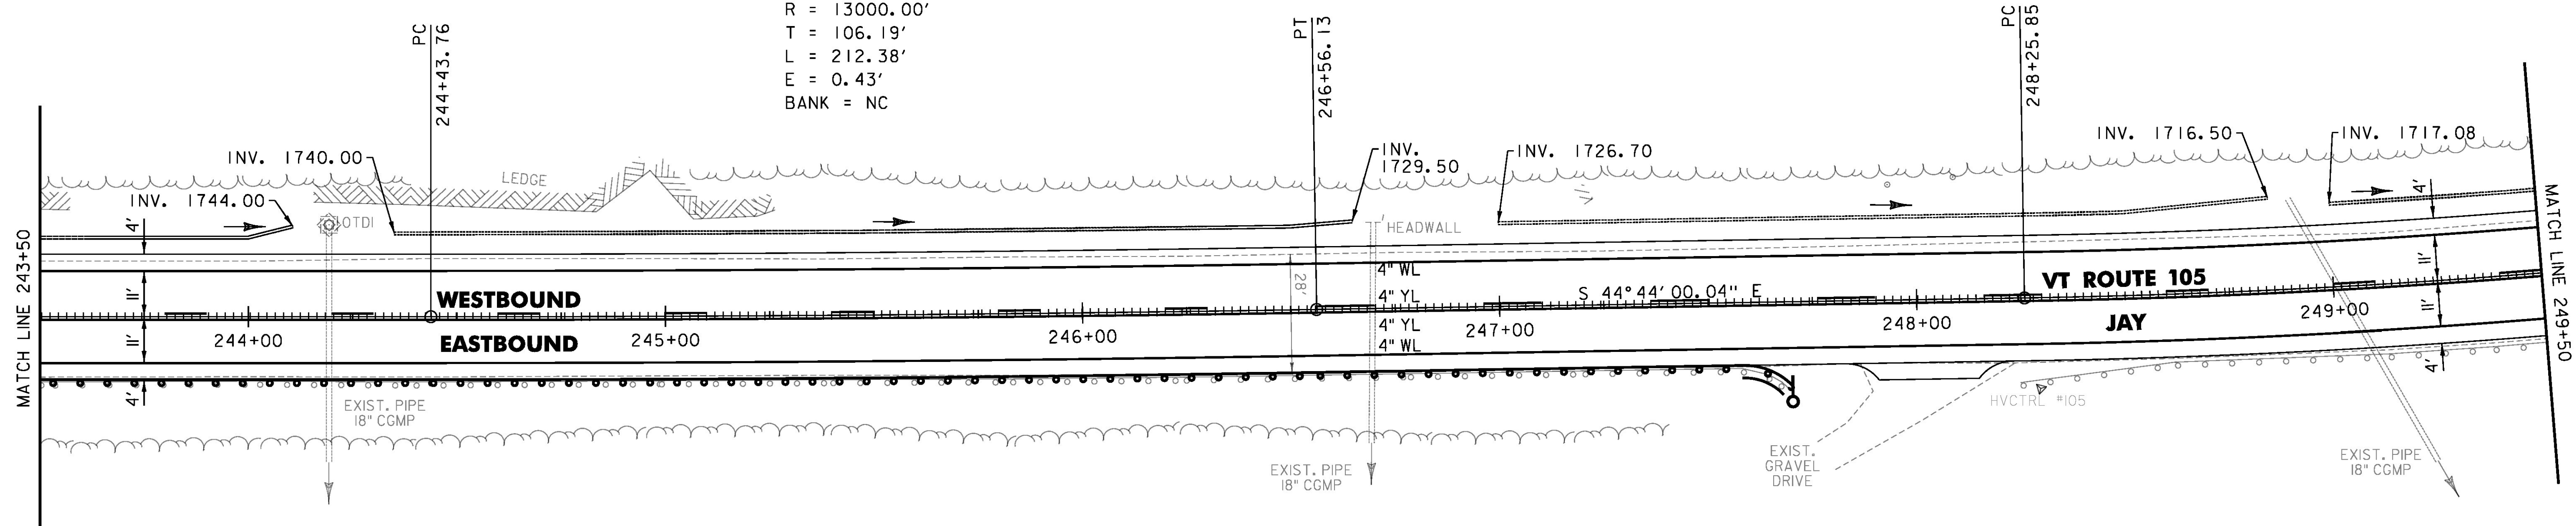 R = 13000.00'
T = 106.19'
L = 212.38'
E = 0.43'
BANK = NC
PC
244+43.76
PT
246+56.13
PC
248+25.85
INV. 1740.00
LEDGE
INV. 1744.00
OTDI
INV.
1729.50
INV. 1726.70
INV. 1716.50
INV. 1717.08
HEADWALL
MATCH LINE 243+50
MATCH LINE 249+50
4'
11'
11'
4'
28'
4'
11'
11'
4'
WESTBOUND
EASTBOUND
4" WL
4" YL
4" YL
4" WL
S 44°44'00.04" E
VT ROUTE 105
JAY
244+00
245+00
246+00
247+00
248+00
249+00
EXIST. PIPE
18" CGMP
EXIST. PIPE
18" CGMP
EXIST.
GRAVEL
DRIVE
HVCTRL #105
EXIST. PIPE
18" CGMP